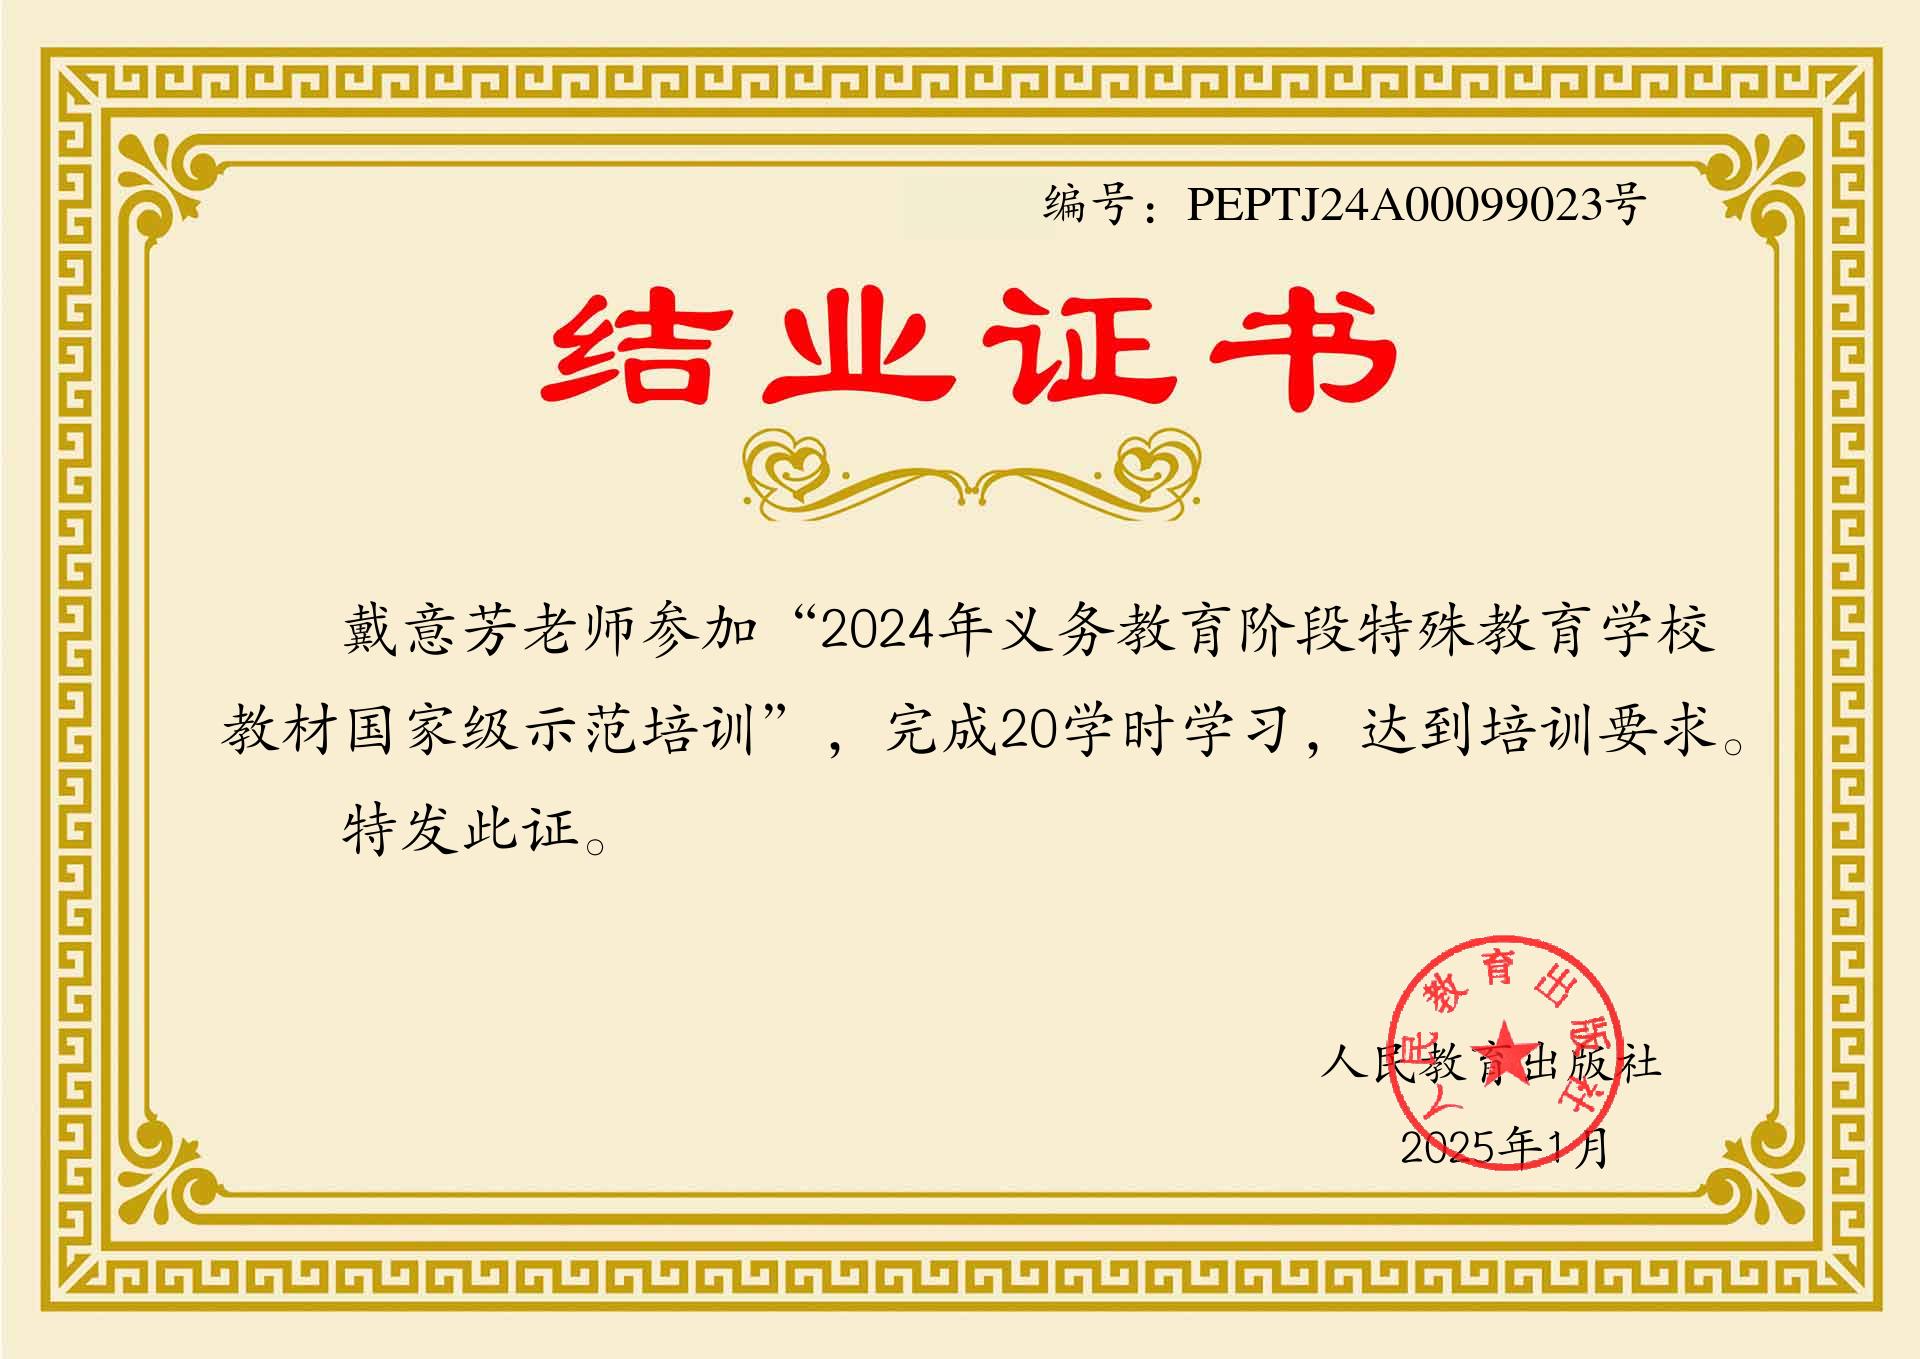 编号：PEPTJ24A00099023号
结业证书
戴意芳老师参加“2024年义务教育阶段特殊教育学校
教材国家级示范培训”，完成20学时学习，达到培训要求。
特发此证。
人民教育出版社
人民教育出版社
2025年1月